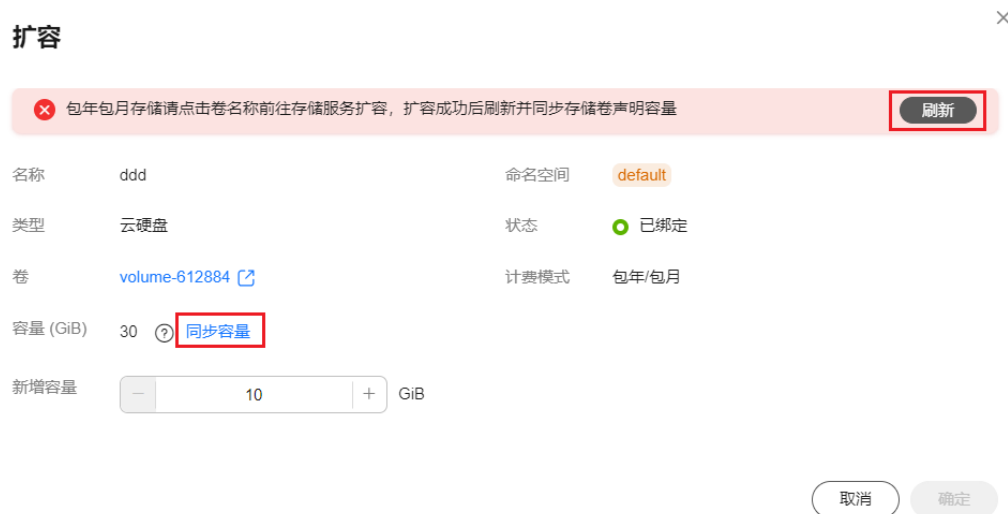 扩容
包年包月存储请点击卷名称前往存储服务扩容，扩容成功后刷新并同步存储卷声明容量 刷新
名称 ddd 命名空间 default
类型 云硬盘 状态 已绑定
卷 volume-612884 计费模式 包年/包月
容量 (GiB) 30 ? 同步容量
新增容量 − 10 + GiB
取消 确定